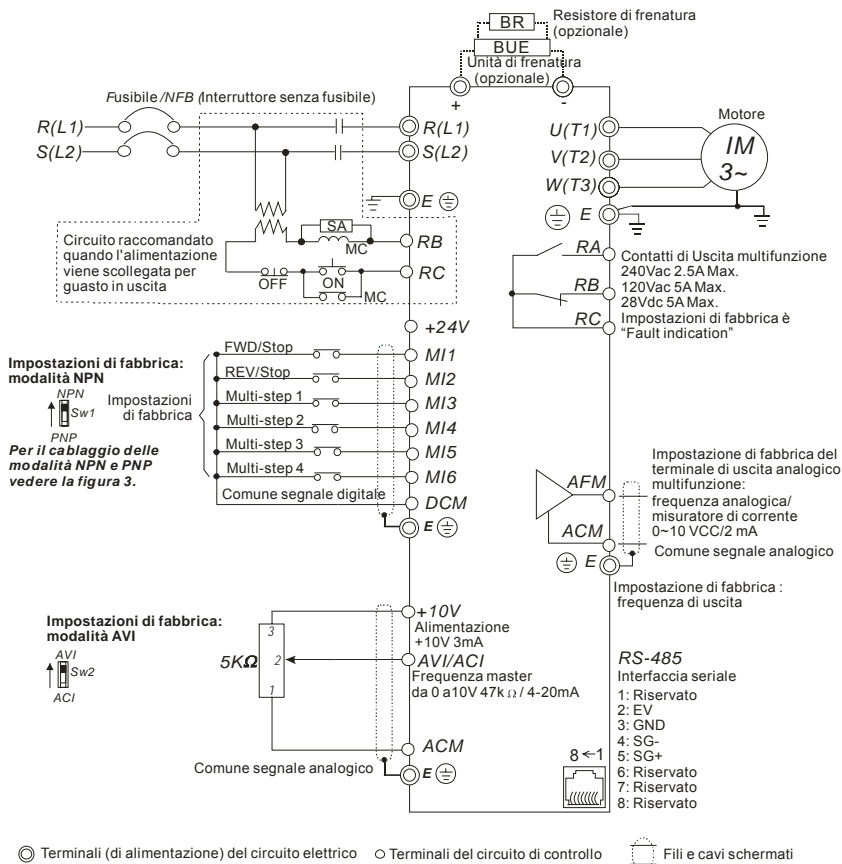 BR
Resistore di frenatura
(opzionale)
BUE
Unità di frenatura
(opzionale)
+
-
Fusibile /NFB (Interruttore senza fusibile)
R(L1)
S(L2)
R(L1)
S(L2)
E
U(T1)
V(T2)
W(T3)
E
Motore
IM
3~
Circuito raccomandato
quando l'alimentazione
viene scollegata per
guasto in uscita
SA
MC
OFF
ON
MC
RB
RC
RA
RB
RC
Contatti di Uscita multifunzione
240Vac 2.5A Max.
120Vac 5A Max.
28Vdc 5A Max.
Impostazioni di fabbrica è
“Fault indication”
+24V
Impostazioni di fabbrica:
modalità NPN
NPN
Sw1
PNP
Per il cablaggio delle
modalità NPN e PNP
vedere la figura 3.
Impostazioni
di fabbrica
FWD/Stop
REV/Stop
Multi-step 1
Multi-step 2
Multi-step 3
Multi-step 4
Comune segnale digitale
MI1
MI2
MI3
MI4
MI5
MI6
DCM
E
AFM
ACM
E
Impostazione di fabbrica del
terminale di uscita analogico
multifunzione:
frequenza analogica/
misuratore di corrente
0~10 VCC/2 mA
Comune segnale analogico
Impostazione di fabbrica :
frequenza di uscita
Impostazioni di fabbrica:
modalità AVI
AVI
Sw2
ACI
5KΩ
3
2
1
+10V
Alimentazione
+10V 3mA
AVI/ACI
Frequenza master
da 0 a10V 47k Ω / 4-20mA
ACM
Comune segnale analogico
E
RS-485
Interfaccia seriale
1: Riservato
2: EV
3: GND
4: SG-
5: SG+
6: Riservato
7: Riservato
8: Riservato
8←1
Terminali (di alimentazione) del circuito elettrico
Terminali del circuito di controllo
Fili e cavi schermati